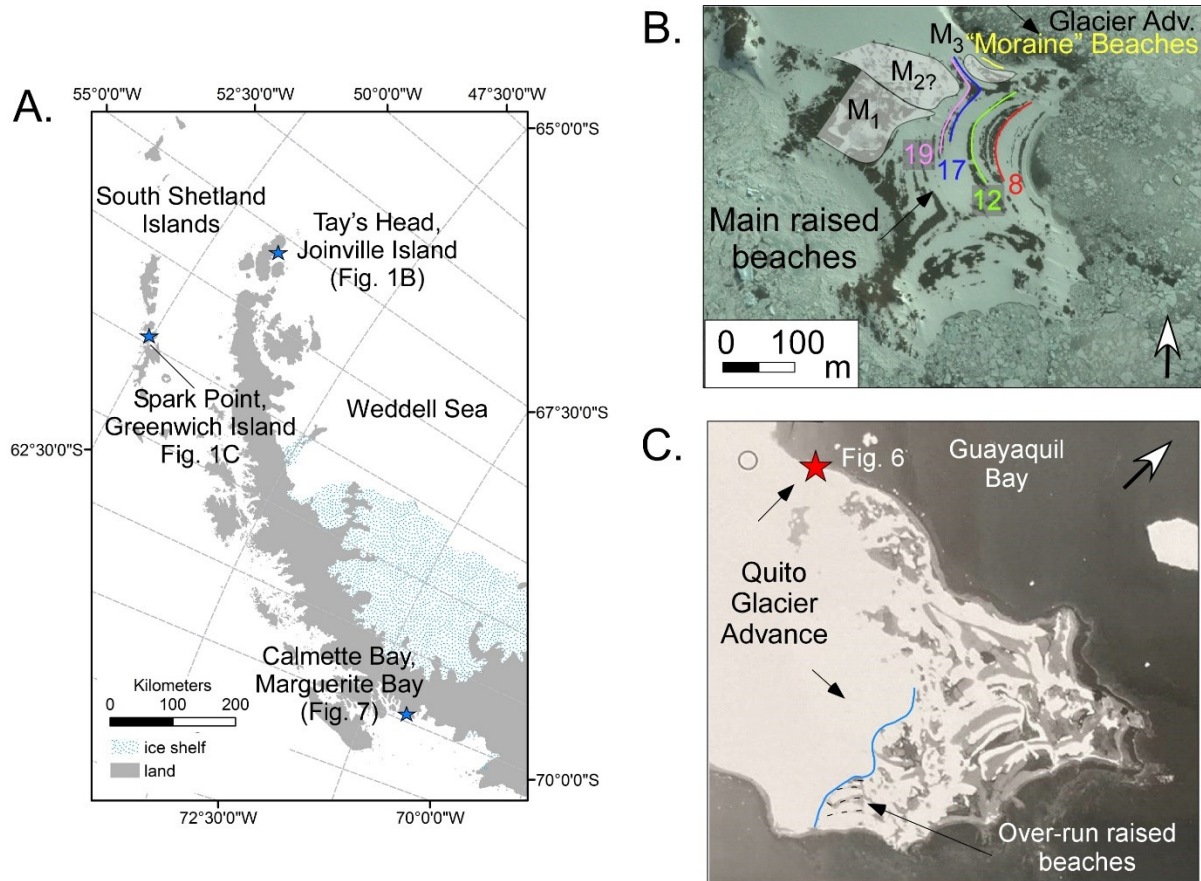 A.
55°0'0"W
52°30'0"W
50°0'0"W
47°30'0"W
65°0'0"S
South Shetland
Islands
Tay's Head,
Joinville Island
(Fig. 1B)
Spark Point,
Greenwich Island
Fig. 1C
Weddell Sea
67°30'0"S
62°30'0"S
Calmette Bay,
Marguerite Bay
(Fig. 7)
Kilometers
0 100 200
ice shelf
land
70°0'0"S
72°30'0"W
70°0'0"W
B.
Glacier Adv.
"Moraine" Beaches
M3
M2?
M1
19
17
12
8
Main raised
beaches
0 100
m
C.
Fig. 6
Guayaquil
Bay
Quito
Glacier
Advance
Over-run raised
beaches